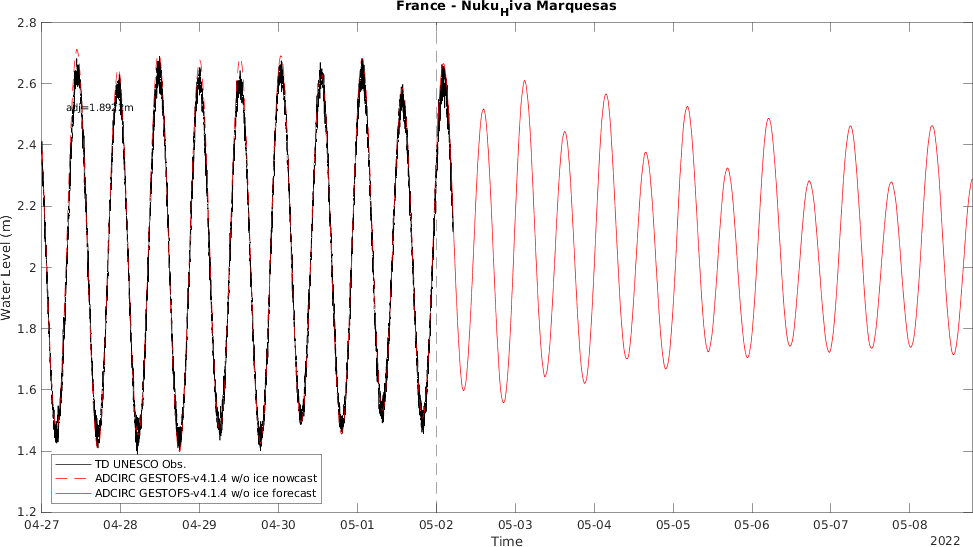 France - Nuku_Hiva Marquesas
2.8
2.6
adj=1.8922m
2.4
2.2
2
1.8
1.6
1.4
1.2
Water Level (m)
TD UNESCO Obs.
ADCIRC GESTOFS-v4.1.4 w/o ice nowcast
ADCIRC GESTOFS-v4.1.4 w/o ice forecast
04-27 04-28 04-29 04-30 05-01 05-02 05-03 05-04 05-05 05-06 05-07 05-08
Time
2022